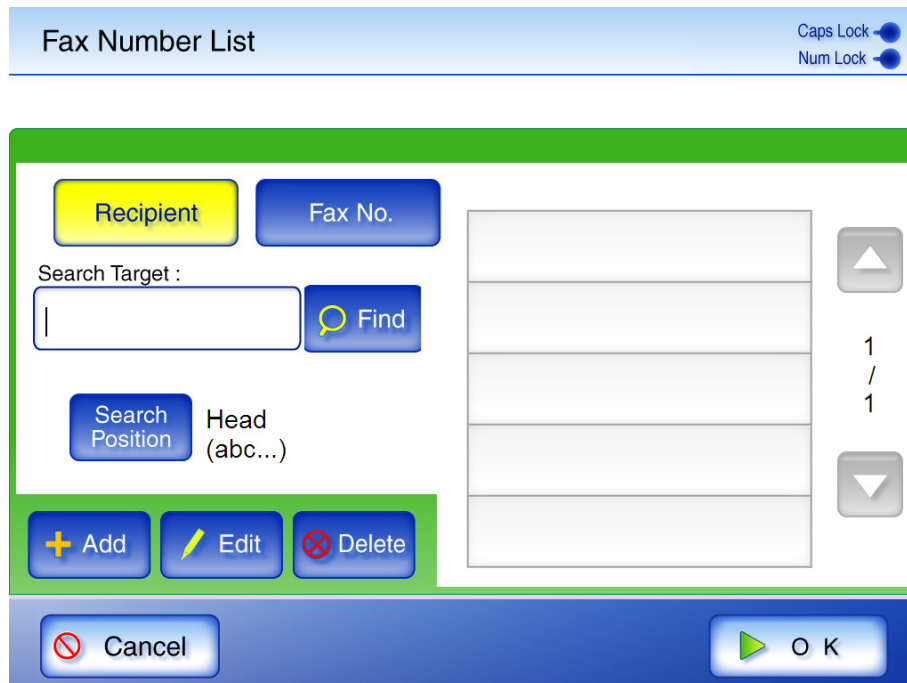 Fax Number List
Caps Lock
Num Lock
Recipient
Fax No.
Search Target :
Find
Search
Position
Head
(abc...)
1
/
1
Add
Edit
Delete
Cancel
O K